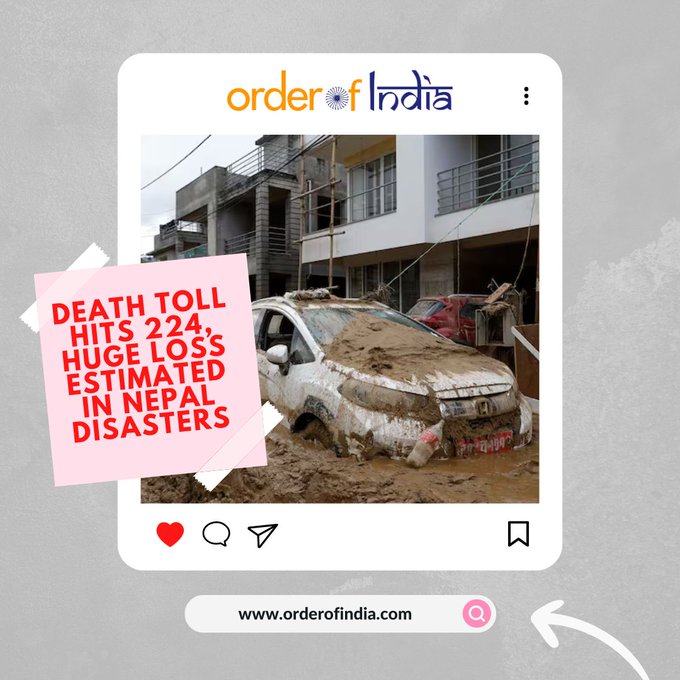 order of India
DEATH TOLL
HITS 224,
HUGE LOSS
ESTIMATED
IN NEPAL
DISASTERS
www.orderofindia.com